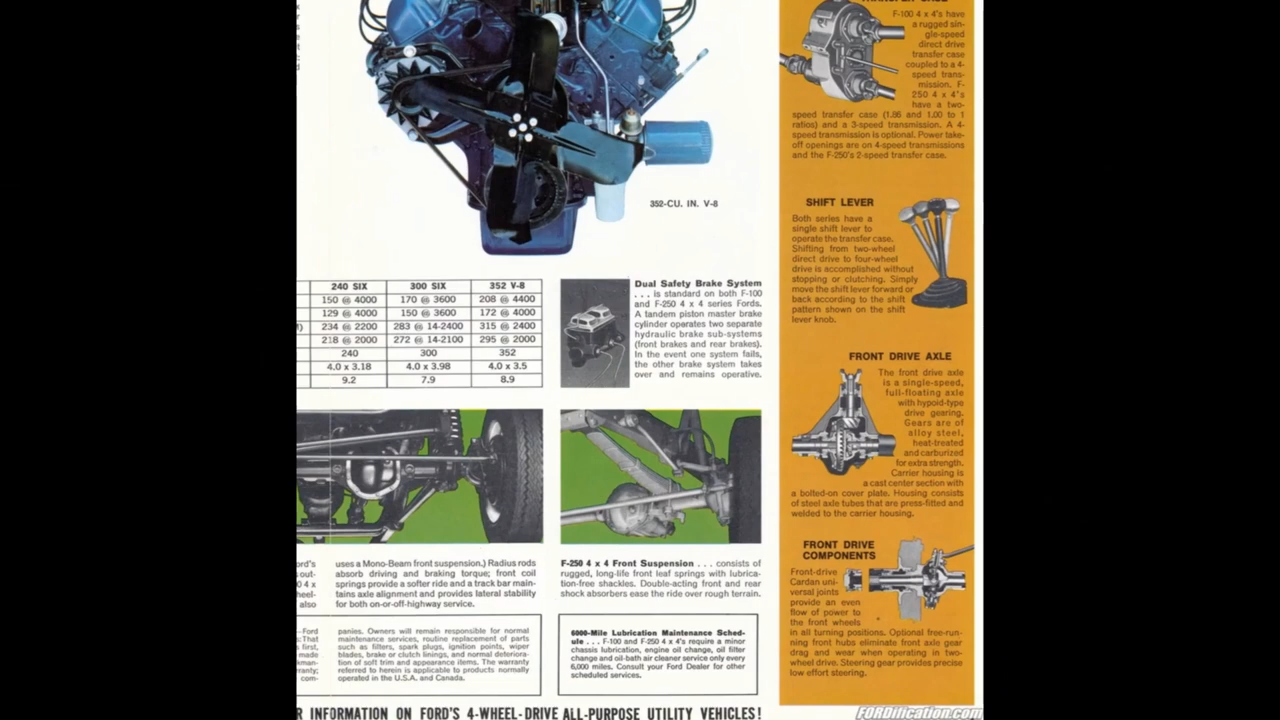 352-CU. IN. V-8
240 SIX 300 SIX 352 V-8
150 @ 4000 170 @ 3600 208 @ 4400
129 @ 4000 150 @ 3600 172 @ 4000
234 @ 2200 283 @ 14-2400 315 @ 2400
218 @ 2000 272 @ 14-2100 295 @ 2000
240 300 352
4.0 x 3.18 4.0 x 3.98 4.0 x 3.5
9.2 7.9 8.9
Dual Safety Brake System
. . . is standard on both F-100
and F-250 4 x 4 series Fords.
A tandem piston master brake
cylinder operates two separate
hydraulic brake sub-systems
(front brakes and rear brakes).
In the event one system fails,
the other brake system takes
over and remains operative.
uses a Mono-Beam front suspension.) Radius rods
absorb driving and braking torque; front coil
springs provide a softer ride and a track bar main-
tains axle alignment and provides lateral stability
for both on-or-off-highway service.
F-250 4 x 4 Front Suspension . . . consists of
rugged, long-life front leaf springs with lubrica-
tion-free shackles. Double-acting front and rear
shock absorbers ease the ride over rough terrain.
panies. Owners will remain responsible for normal
maintenance services, routine replacement of parts
such as filters, spark plugs, ignition points, wiper
blades, brake or clutch linings, and normal deteriora-
tion of soft trim and appearance items. The warranty
referred to herein is applicable to products normally
operated in the U.S.A. and Canada.
6000-Mile Lubrication Maintenance Sched-
ule . . . F-100 and F-250 4 x 4's require a minor
chassis lubrication, engine oil change, oil filter
change and oil-bath air cleaner service only every
6,000 miles. Consult your Ford Dealer for other
scheduled services.
R INFORMATION ON FORD'S 4-WHEEL-DRIVE ALL-PURPOSE UTILITY VEHICLES!
TRANSFER CASE
F-100 4 x 4's have
a rugged sin-
gle-speed
direct drive
transfer case
coupled to a 4-
speed trans-
mission. F-
250 4 x 4's
have a two-
speed transfer case (1.86 and 1.00 to 1
ratios) and a 3-speed transmission. A 4-
speed transmission is optional. Power take-
off openings are on 4-speed transmissions
and the F-250's 2-speed transfer case.
SHIFT LEVER
Both series have a
single shift lever to
operate the transfer case.
Shifting from two-wheel
direct drive to four-wheel
drive is accomplished without
stopping or clutching. Simply
move the shift lever forward or
back according to the shift
pattern shown on the shift
lever knob.
FRONT DRIVE AXLE
The front drive axle
is a single-speed,
full-floating axle
with hypoid-type
drive gearing.
Gears are of
alloy steel,
heat-treated
and carburized
for extra strength.
Carrier housing is
a cast center section with
a bolted-on cover plate. Housing consists
of steel axle tubes that are press-fitted and
welded to the carrier housing.
FRONT DRIVE
COMPONENTS
Front-drive
Cardan uni-
versal joints
provide an even
flow of power to
the front wheels
in all turning positions. Optional free-run-
ning front hubs eliminate front axle gear
drag and wear when operating in two-
wheel drive. Steering gear provides precise
low effort steering.
FORDification.com